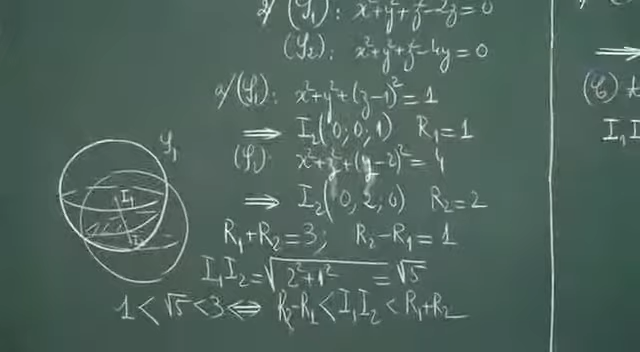 a/ (S₁): x²+y²+z²-2z=0
(S₂): x²+y²+z²-4y=0
a/ (S₁): x²+y²+(z-1)²=1
⟹ I₂(0;0;1) R₁=1
(S₂): x²+z²+(y-2)²=4
⟹ I₂(0;2;0) R₂=2
R₁+R₂=3; R₂-R₁=1
I₁I₂=√(2²+1²) =√5
1<√5<3 ⟺ R₂-R₁<I₁I₂<R₁+R₂
S₁
I₁
I₂
⟹
(C)
I₁I